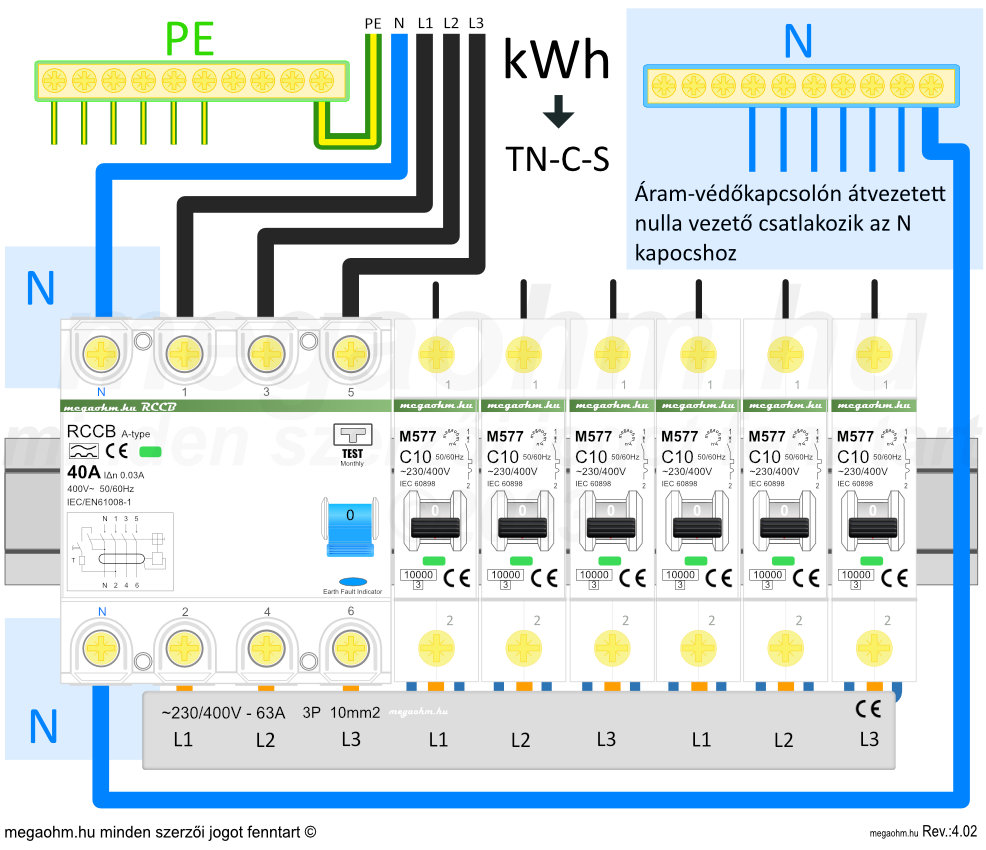 PE
PE N L1 L2 L3
kWh
TN-C-S
N
Áram-védőkapcsolón átvezetett
nulla vezető csatlakozik az N
kapocshoz
N
megaohm.hu
minden szerzői jogot fenntart
N 1 3 5
1 1 1 1 1 1
megaohm.hu RCCB
megaohm.hu megaohm.hu megaohm.hu megaohm.hu megaohm.hu megaohm.hu
RCCB A-type
CE
40A IΔn 0.03A
400V~ 50/60Hz
IEC/EN61008-1
TEST
Monthly
N 1 3 5
T
N 2 4 6
0
Earth Fault Indicator
M577 M577 M577 M577 M577 M577
C10 50/60Hz C10 50/60Hz C10 50/60Hz C10 50/60Hz C10 50/60Hz C10 50/60Hz
~230/400V ~230/400V ~230/400V ~230/400V ~230/400V ~230/400V
IEC 60898 IEC 60898 IEC 60898 IEC 60898 IEC 60898 IEC 60898
0 0 0 0 0 0
10000 CE 10000 CE 10000 CE 10000 CE 10000 CE 10000 CE
3 3 3 3 3 3
N 2 4 6
2 2 2 2 2 2
N
~230/400V - 63A 3P 10mm2 megaohm.hu CE
L1 L2 L3 L1 L2 L3 L1 L2 L3
megaohm.hu minden szerzői jogot fenntart ©
megaohm.hu Rev.:4.02